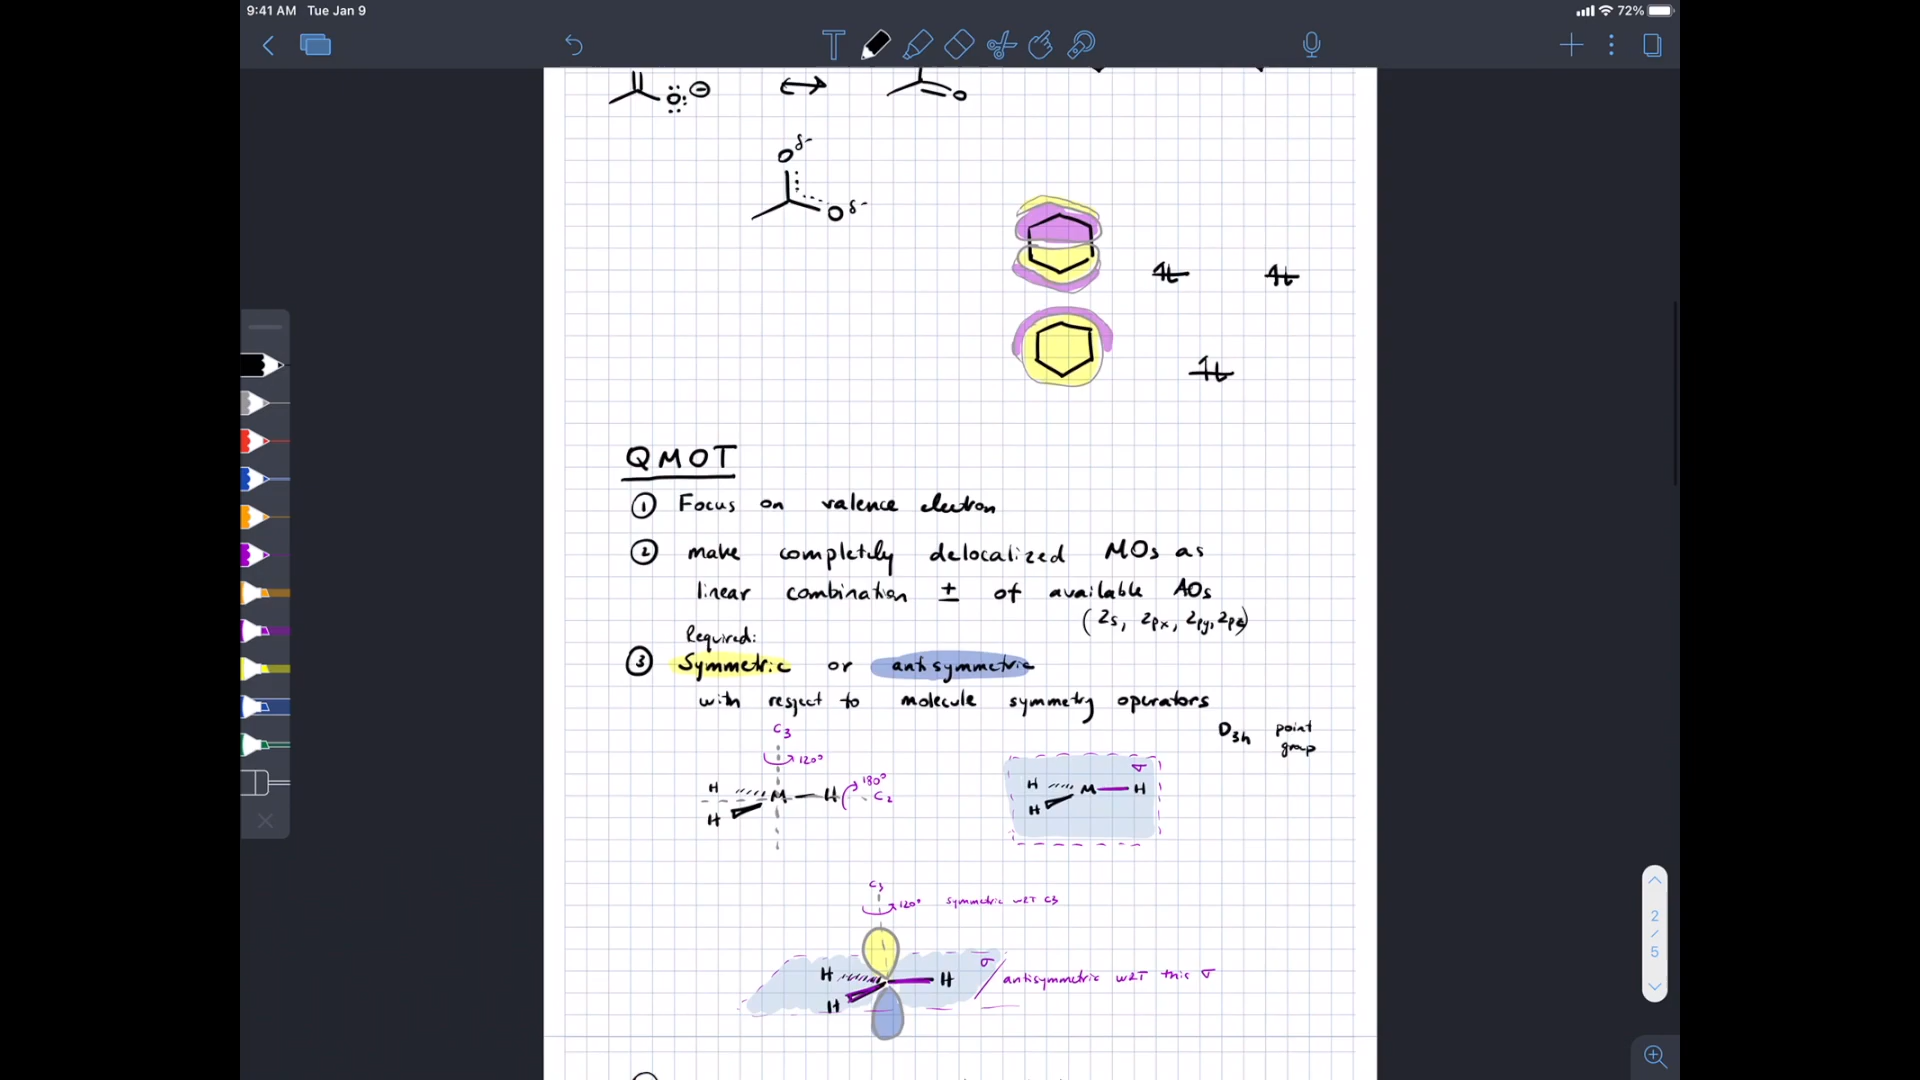 9:41 AM Tue Jan 9
72%
O ⊖
O
O δ-
O δ-
QMOT
① Focus on valence electron
② make completely delocalized MOs as
linear combination ± of available AOs
(2s, 2px, 2py, 2pz)
Required:
③ Symmetric or antisymmetric
with respect to molecule symmetry operators
D3h point
group
C3
120°
H M H 180° C2
H
σ
H M H
H
C3
120° symmetric WRT C3
H H σ antisymmetric WRT this σ
H
2
/
5